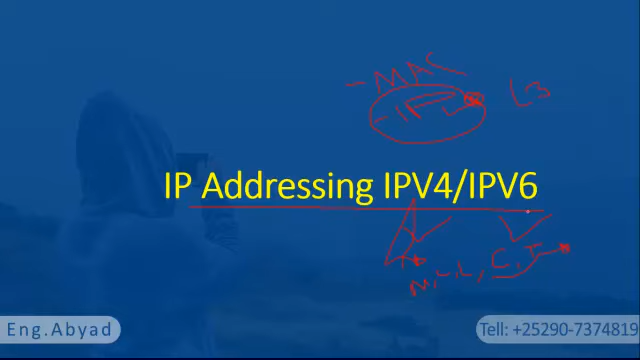 - MAC
- IP
L3
IP Addressing IPV4/IPV6
Eng.Abyad
Tell: +25290-7374819